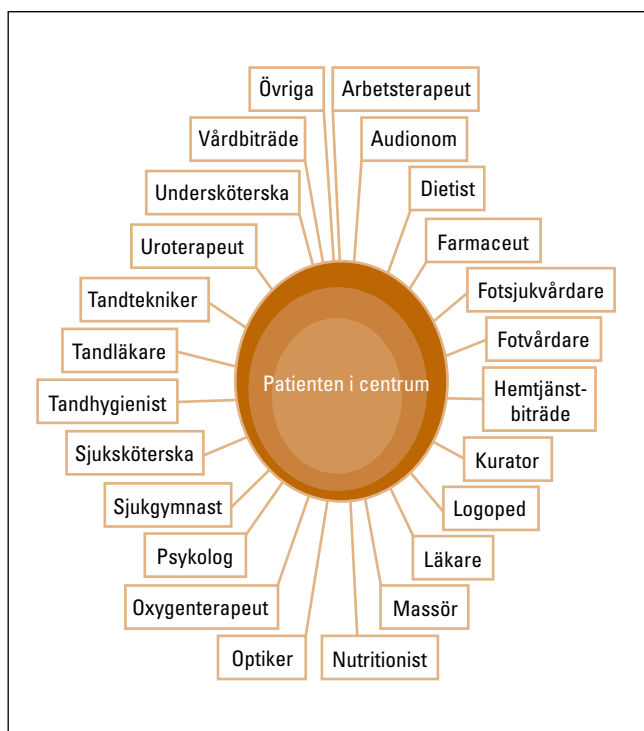 Övriga
Arbetsterapeut
Vårdbiträde
Audionom
Undersköterska
Dietist
Uroterapeut
Farmaceut
Tandtekniker
Fotsjukvårdare
Tandläkare
Fotvårdare
Patienten i centrum
Tandhygienist
Hemtjänst-
biträde
Sjuksköterska
Kurator
Sjukgymnast
Logoped
Psykolog
Läkare
Oxygenterapeut
Massör
Optiker
Nutritionist